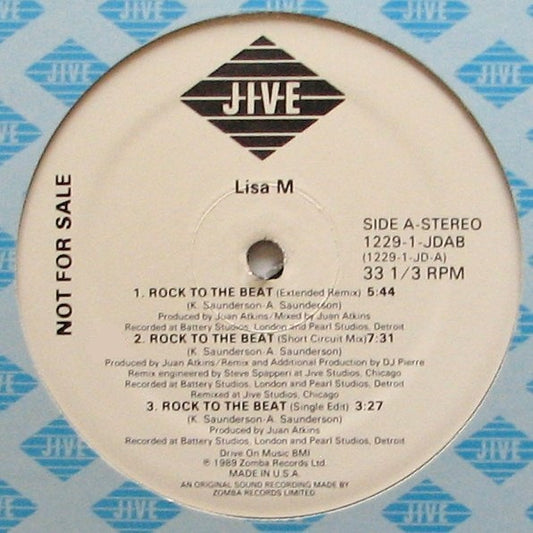 JIVE
Lisa M
NOT FOR SALE
SIDE A-STEREO
1229-1-JDAB
(1229-1-JD-A)
33 1/3 RPM
1. ROCK TO THE BEAT (Extended Remix) 5:44
(K. Saunderson-A. Saunderson)
Produced by Juan Atkins/Mixed by Juan Atkins
Recorded at Battery Studios, London and Pearl Studios, Detroit
2. ROCK TO THE BEAT (Short Circuit Mix) 7:31
(K. Saunderson-A. Saunderson)
Produced by Juan Atkins/Remix and Additional Production by DJ Pierre
Remix engineered by Steve Spapperi at Jive Studios, Chicago
Recorded at Battery Studios, London and Pearl Studios, Detroit
Remixed at Jive Studios, Chicago
3. ROCK TO THE BEAT (Single Edit) 3:27
(K. Saunderson-A. Saunderson)
Produced by Juan Atkins
Recorded at Battery Studios, London and Pearl Studios, Detroit
Drive On Music BMI
℗ 1989 Zomba Records Ltd.
MADE IN U.S.A.
AN ORIGINAL SOUND RECORDING MADE BY
ZOMBA RECORDS LIMITED
JIVE
JIVE
JIVE
JIVE
JIVE